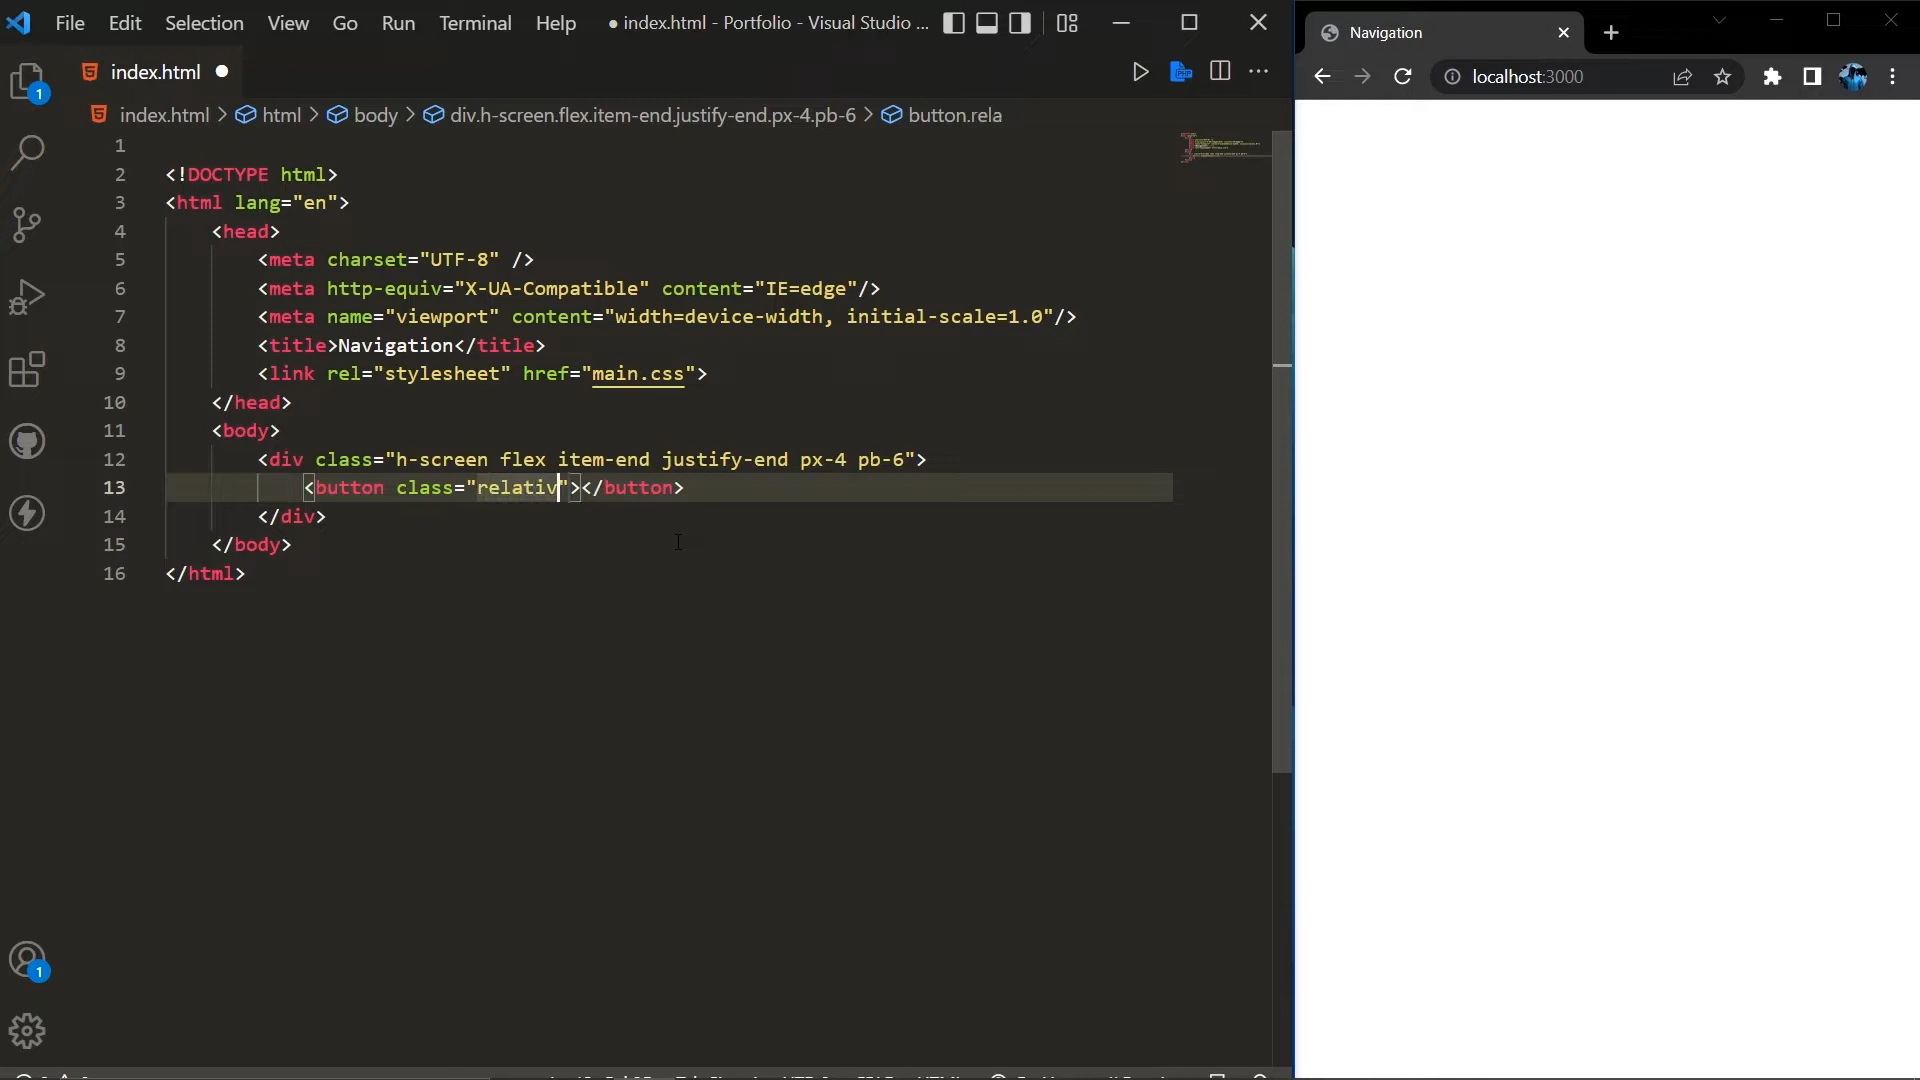 File Edit Selection View Go Run Terminal Help ● index.html - Portfolio - Visual Studio ...
index.html ●
index.html > html > body > div.h-screen.flex.item-end.justify-end.px-4.pb-6 > button.rela
1
2 <!DOCTYPE html>
3 <html lang="en">
4 <head>
5 <meta charset="UTF-8" />
6 <meta http-equiv="X-UA-Compatible" content="IE=edge"/>
7 <meta name="viewport" content="width=device-width, initial-scale=1.0"/>
8 <title>Navigation</title>
9 <link rel="stylesheet" href="main.css">
10 </head>
11 <body>
12 <div class="h-screen flex item-end justify-end px-4 pb-6">
13 <button class="relativ"></button>
14 </div>
15 </body>
16 </html>
1
1
Navigation
localhost:3000